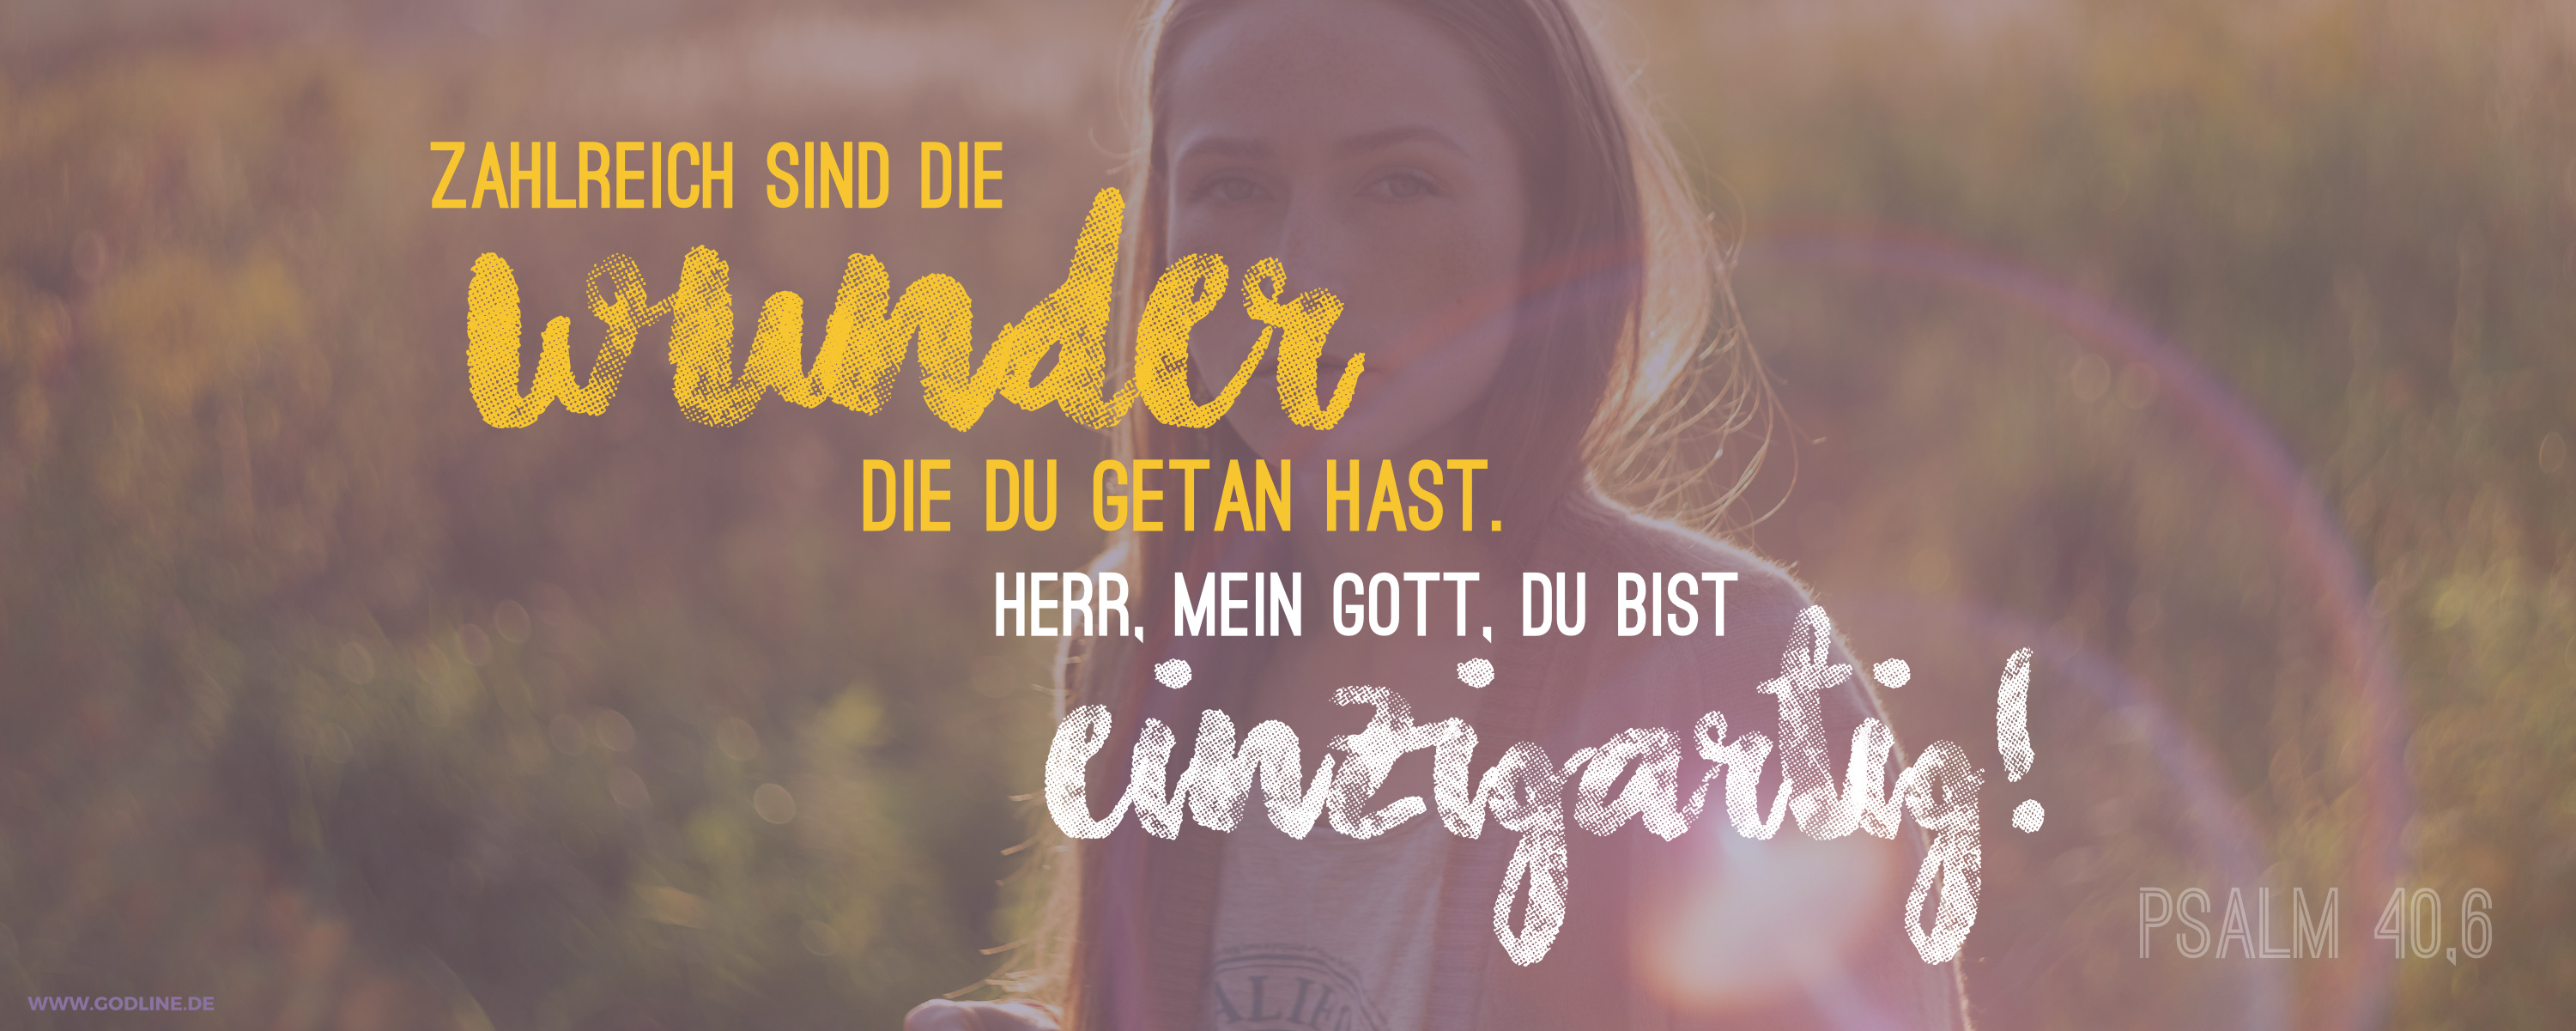 ZAHLREICH SIND DIE
wunder
DIE DU GETAN HAST.
HERR, MEIN GOTT, DU BIST
einzigartig!
PSALM 40,6
WWW.GODLINE.DE